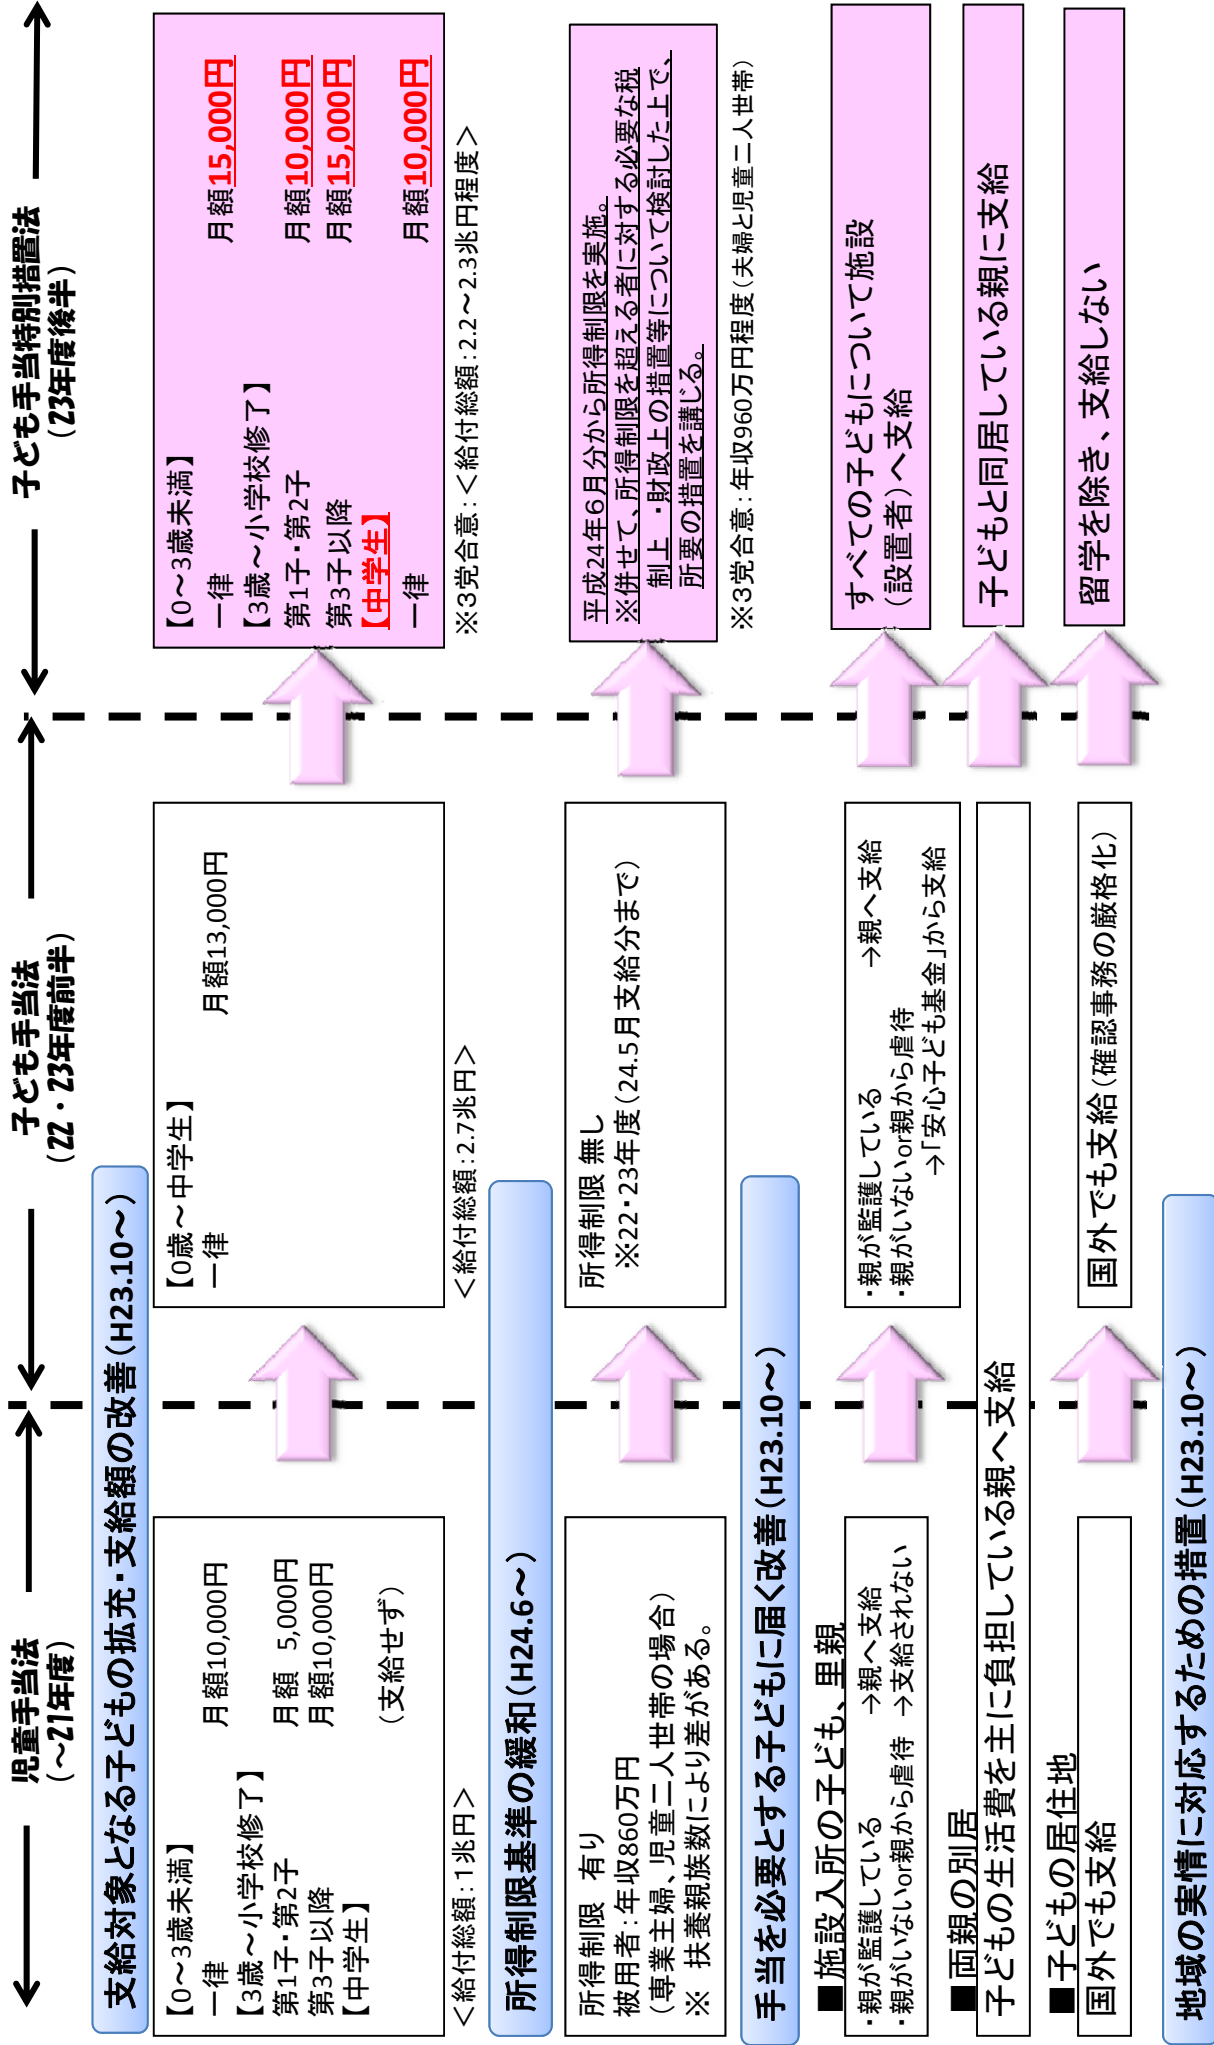 児童手当法
（～21年度）
子ども手当法
（22・23年度前半）
子ども手当特別措置法
（23年度後半）
支給対象となる子どもの拡充・支給額の改善（H23.10～）
【0～3歳未満】
一律　月額10,000円
【3歳～小学校修了】
第1子・第2子　月額 5,000円
第3子以降　月額10,000円
【中学生】
（支給せず）
＜給付総額：1兆円＞
【0歳～中学生】
一律　月額13,000円
＜給付総額：2.7兆円＞
【0～3歳未満】
一律　月額15,000円
【3歳～小学校修了】
第1子・第2子　月額10,000円
第3子以降　月額15,000円
【中学生】
一律　月額10,000円
※3党合意：＜給付総額：2.2～2.3兆円程度＞
所得制限基準の緩和（H24.6～）
所得制限 有り
被用者：年収860万円
（専業主婦、児童二人世帯の場合）
※ 扶養親族数により差がある。
所得制限 無し
※22・23年度（24.5月支給分まで）
平成24年6月分から所得制限を実施。
※併せて、所得制限を超える者に対する必要な税
制上・財政上の措置等について検討した上で、
所要の措置を講じる。
※3党合意：年収960万円程度（夫婦と児童二人世帯）
手当を必要とする子どもに届く改善（H23.10～）
■施設入所の子ども、里親
・親が監護している　→親へ支給
・親がいないor親から虐待　→支給されない
・親が監護している　→親へ支給
・親がいないor親から虐待
→「安心子ども基金」から支給
すべての子どもについて施設
（設置者）へ支給
■両親の別居
子どもの生活費を主に負担している親へ支給
子どもと同居している親に支給
■子どもの居住地
国外でも支給
国外でも支給（確認事務の厳格化）
留学を除き、支給しない
地域の実情に対応するための措置（H23.10～）